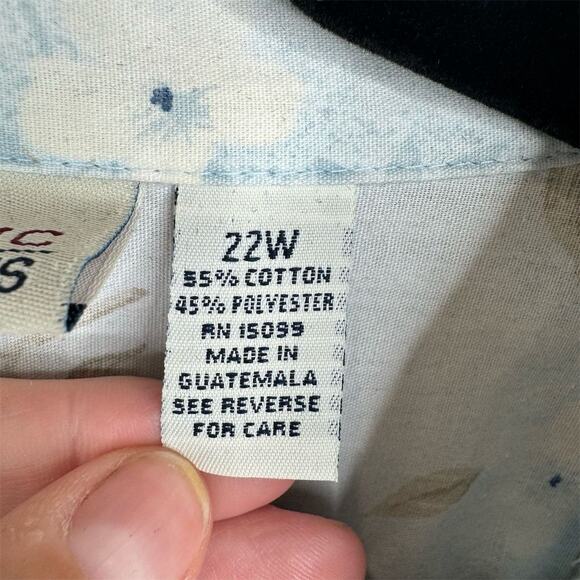 22W
55% COTTON
45% POLYESTER
RN 15099
MADE IN
GUATEMALA
SEE REVERSE
FOR CARE